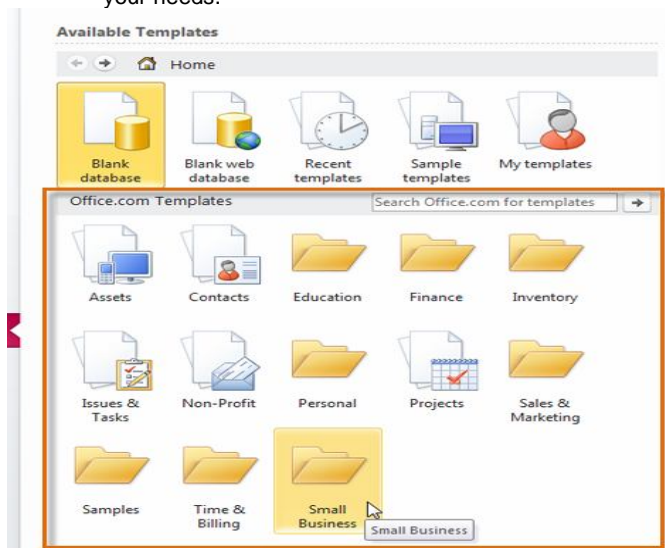 your needs.
Available Templates
Home
Blank database
Blank web database
Recent templates
Sample templates
My templates
Office.com Templates
Search Office.com for templates
Assets
Contacts
Education
Finance
Inventory
Issues & Tasks
Non-Profit
Personal
Projects
Sales & Marketing
Samples
Time & Billing
Small Business
Small Business